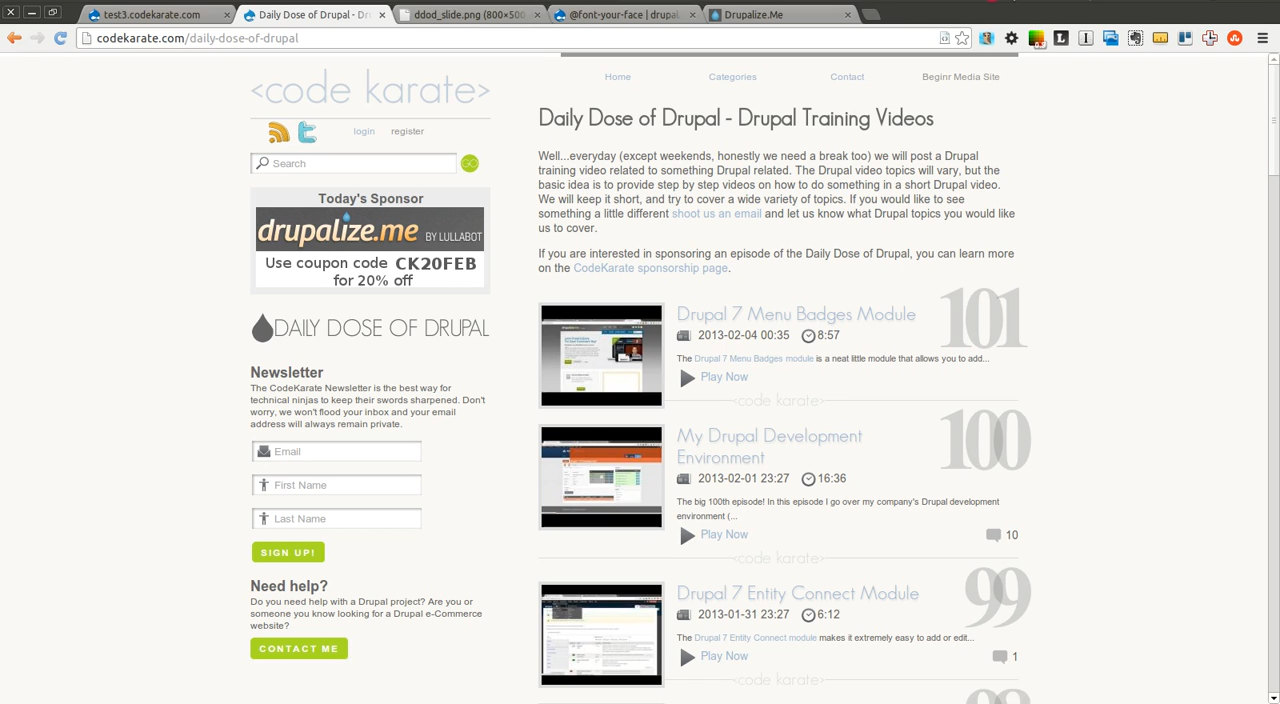 test3.codekarate.com
Daily Dose of Drupal - Dr
ddod_slide.png (800×500
@font-your-face | drupal.
Drupalize.Me
codekarate.com/daily-dose-of-drupal
<code karate>
login register
Search
GO
Today's Sponsor
drupalize.me BY LULLABOT
Use coupon code CK20FEB
for 20% off
DAILY DOSE OF DRUPAL
Newsletter
The CodeKarate Newsletter is the best way for
technical ninjas to keep their swords sharpened. Don't
worry, we won't flood your inbox and your email
address will always remain private.
Email
First Name
Last Name
SIGN UP!
Need help?
Do you need help with a Drupal project? Are you or
someone you know looking for a Drupal e-Commerce
website?
CONTACT ME
Home Categories Contact Beginr Media Site
Daily Dose of Drupal - Drupal Training Videos
Well...everyday (except weekends, honestly we need a break too) we will post a Drupal
training video related to something Drupal related. The Drupal video topics will vary, but the
basic idea is to provide step by step videos on how to do something in a short Drupal video.
We will keep it short, and try to cover a wide variety of topics. If you would like to see
something a little different shoot us an email and let us know what Drupal topics you would like
us to cover.
If you are interested in sponsoring an episode of the Daily Dose of Drupal, you can learn more
on the CodeKarate sponsorship page.
Drupal 7 Menu Badges Module
101
2013-02-04 00:35 8:57
The Drupal 7 Menu Badges module is a neat little module that allows you to add...
Play Now
<code karate>
My Drupal Development
Environment
100
2013-02-01 23:27 16:36
The big 100th episode! In this episode I go over my company's Drupal development
environment (...
Play Now 10
<code karate>
Drupal 7 Entity Connect Module
99
2013-01-31 23:27 6:12
The Drupal 7 Entity Connect module makes it extremely easy to add or edit...
Play Now 1
<code karate>